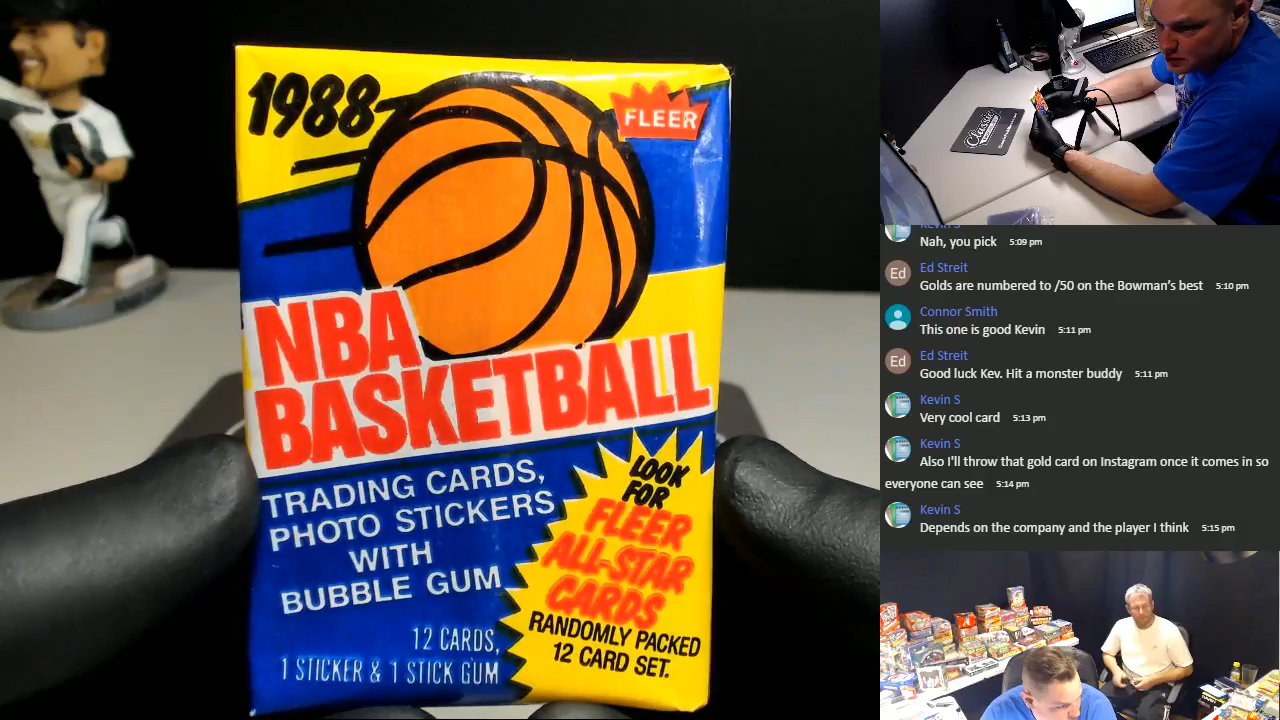 1988
FLEER
NBA
BASKETBALL
TRADING CARDS,
PHOTO STICKERS
WITH
BUBBLE GUM
12 CARDS,
1 STICKER & 1 STICK GUM
LOOK
FOR
FLEER
ALL-STAR
CARDS
RANDOMLY PACKED
12 CARD SET.
Classic
Kevin S
Nah, you pick 5:09 pm
Ed
Ed Streit
Golds are numbered to /50 on the Bowman's best 5:10 pm
Connor Smith
This one is good Kevin 5:11 pm
Ed
Ed Streit
Good luck Kev. Hit a monster buddy 5:11 pm
Kevin S
Very cool card 5:13 pm
Kevin S
Also I'll throw that gold card on Instagram once it comes in so
everyone can see 5:14 pm
Kevin S
Depends on the company and the player I think 5:15 pm